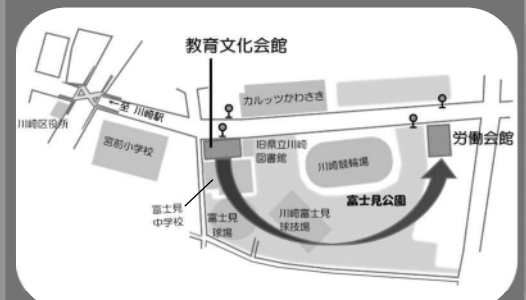 教育文化会館
カルッツかわさき
←至 川崎駅
川崎区役所
宮前小学校
旧県立川崎
図書館
川崎競輪場
労働会館
富士見
中学校
富士見
球場
川崎富士見
球技場
富士見公園